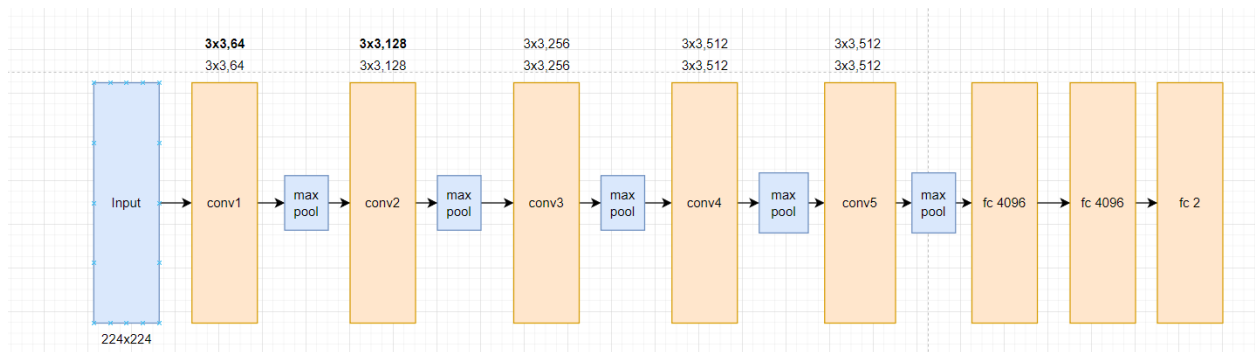 3x3,64
3x3,64
3x3,128
3x3,128
3x3,256
3x3,256
3x3,512
3x3,512
3x3,512
3x3,512
Input
conv1
max
pool
conv2
max
pool
conv3
max
pool
conv4
max
pool
conv5
max
pool
fc 4096
fc 4096
fc 2
224x224